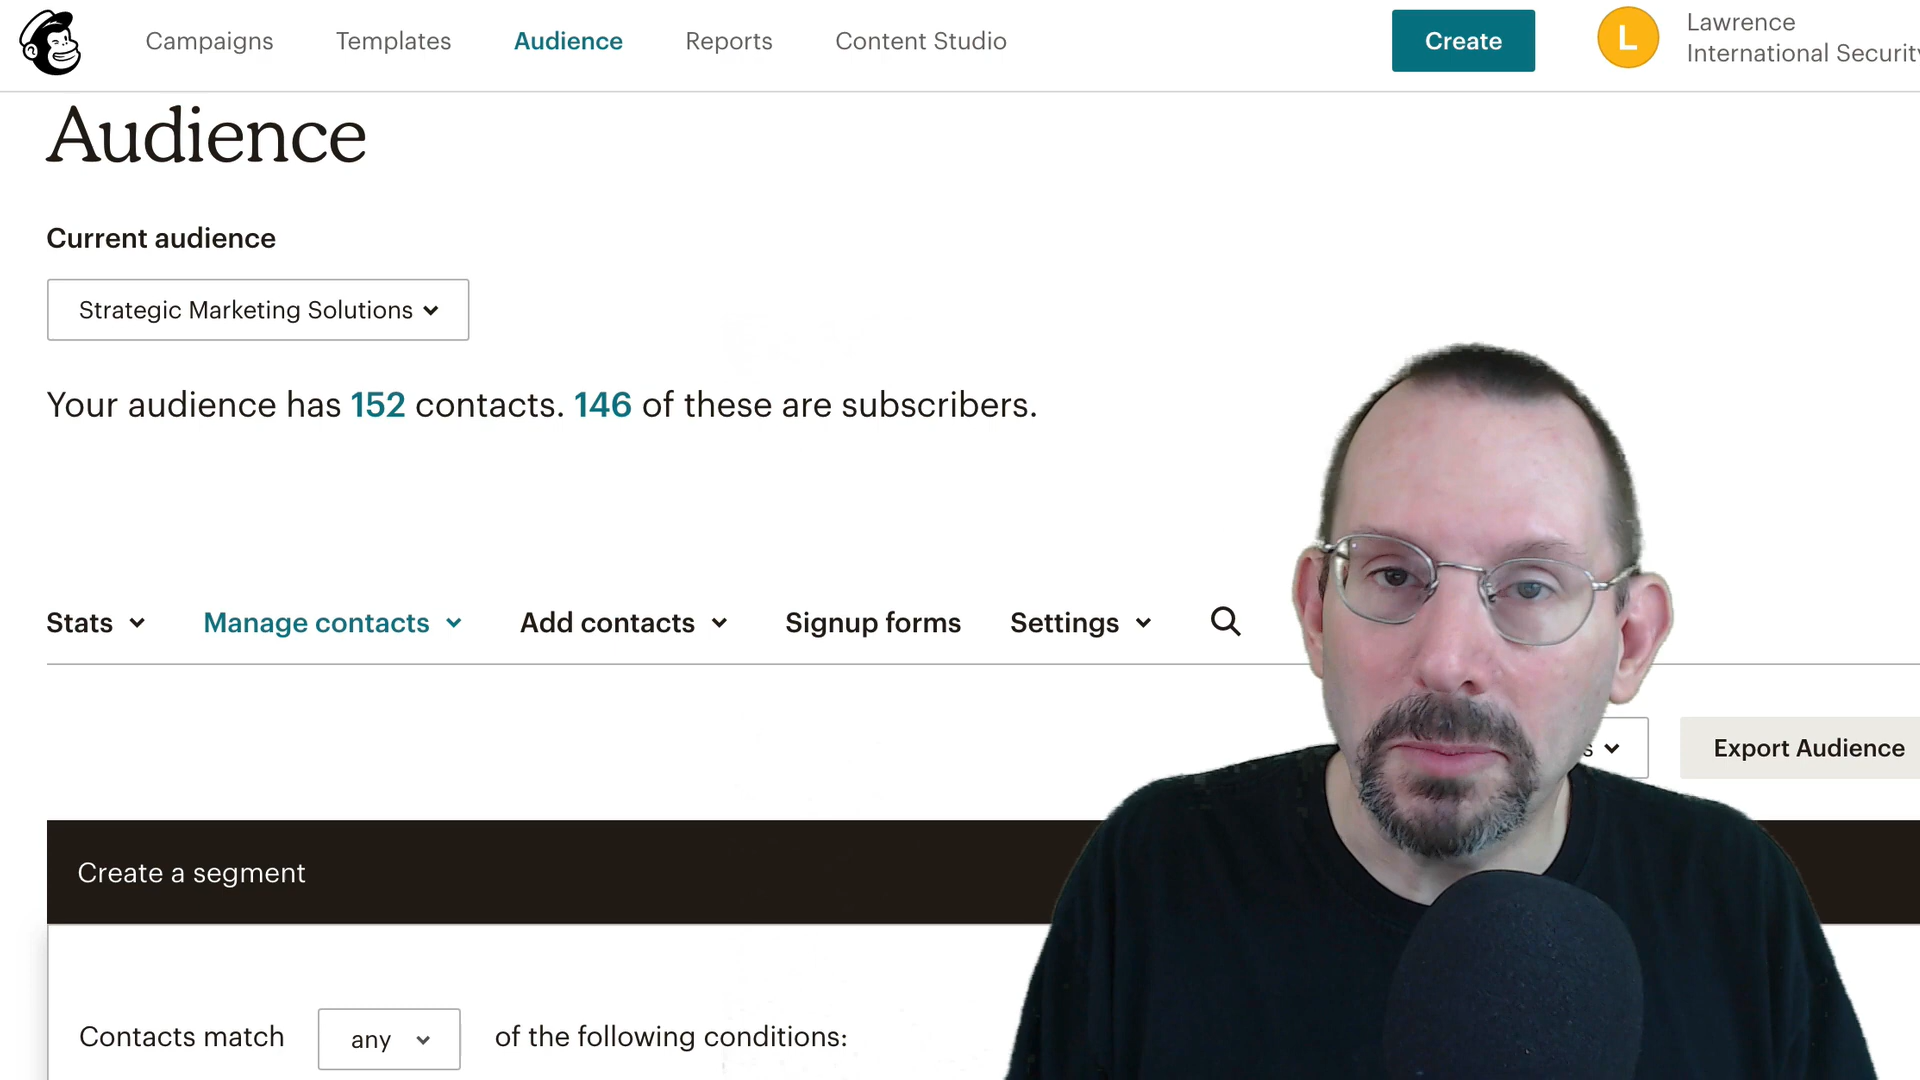 Campaigns Templates Audience Reports Content Studio Create L Lawrence
International Security
Audience
Current audience
Strategic Marketing Solutions
Your audience has 152 contacts. 146 of these are subscribers.
Stats Manage contacts Add contacts Signup forms Settings
s Export Audience
Create a segment
Contacts match any of the following conditions: